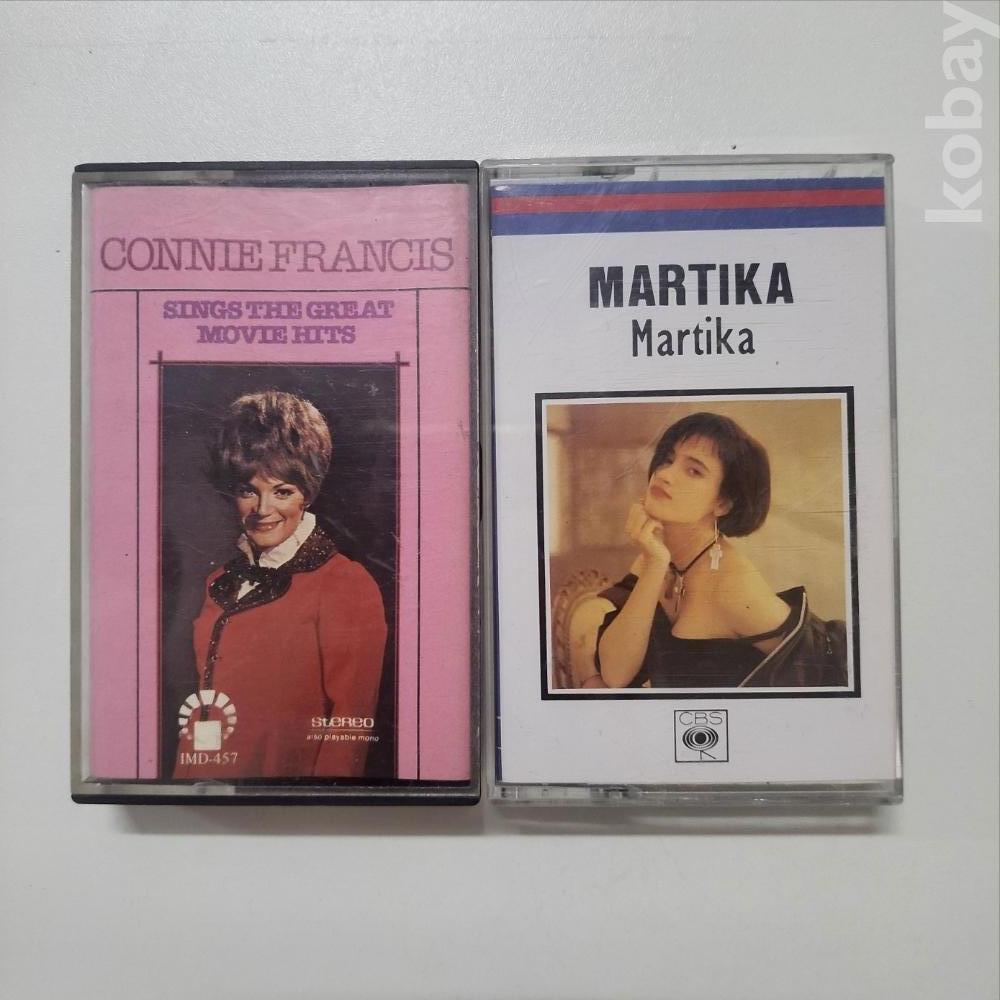 CONNIE FRANCIS
SINGS THE GREAT
MOVIE HITS
STEREO
also playable mono
IMD-457
MARTIKA
Martika
CBS
kobay